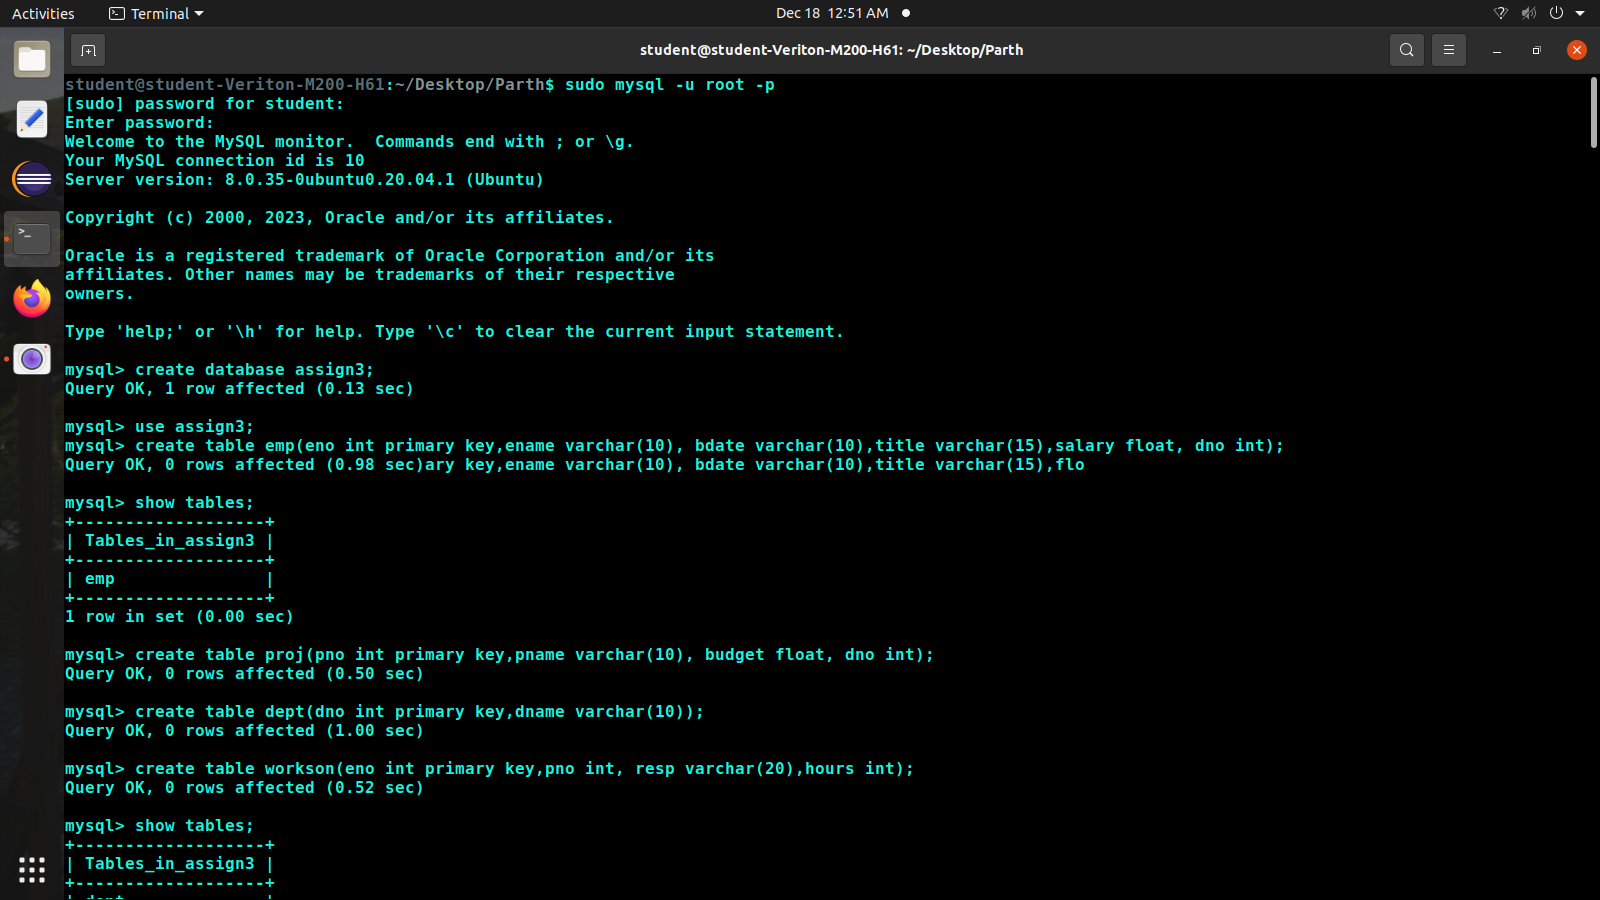 Activities
Terminal
Dec 18 12:51 AM
student@student-Veriton-M200-H61: ~/Desktop/Parth
student@student-Veriton-M200-H61:~/Desktop/Parth$ sudo mysql -u root -p
[sudo] password for student:
Enter password:
Welcome to the MySQL monitor.  Commands end with ; or \g.
Your MySQL connection id is 10
Server version: 8.0.35-0ubuntu0.20.04.1 (Ubuntu)
Copyright (c) 2000, 2023, Oracle and/or its affiliates.
Oracle is a registered trademark of Oracle Corporation and/or its
affiliates. Other names may be trademarks of their respective
owners.
Type 'help;' or '\h' for help. Type '\c' to clear the current input statement.
mysql> create database assign3;
Query OK, 1 row affected (0.13 sec)
mysql> use assign3;
mysql> create table emp(eno int primary key,ename varchar(10), bdate varchar(10),title varchar(15),salary float, dno int);
Query OK, 0 rows affected (0.98 sec)ary key,ename varchar(10), bdate varchar(10),title varchar(15),flo
mysql> show tables;
+-------------------+
| Tables_in_assign3 |
+-------------------+
| emp               |
+-------------------+
1 row in set (0.00 sec)
mysql> create table proj(pno int primary key,pname varchar(10), budget float, dno int);
Query OK, 0 rows affected (0.50 sec)
mysql> create table dept(dno int primary key,dname varchar(10));
Query OK, 0 rows affected (1.00 sec)
mysql> create table workson(eno int primary key,pno int, resp varchar(20),hours int);
Query OK, 0 rows affected (0.52 sec)
mysql> show tables;
+-------------------+
| Tables_in_assign3 |
+-------------------+
| dept              |